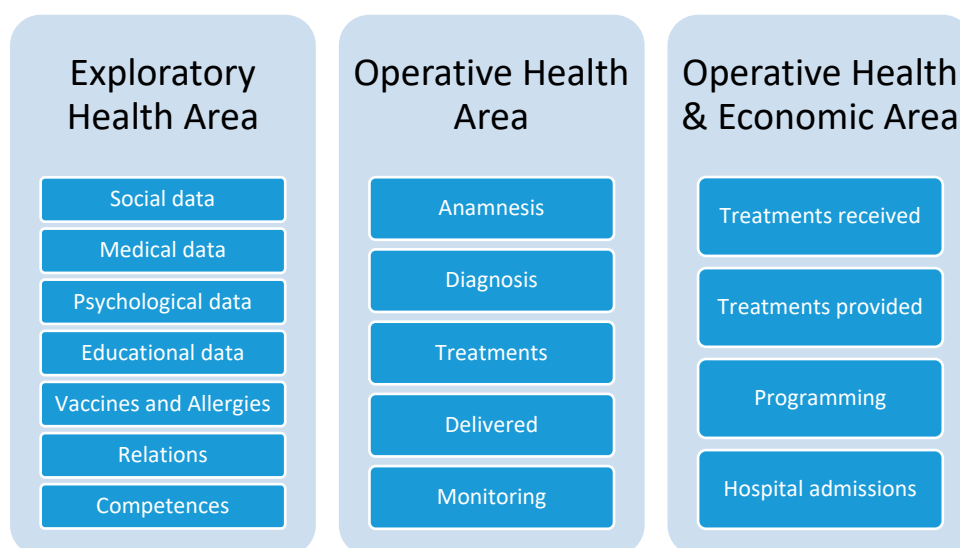 Exploratory
Health Area
Social data
Medical data
Psychological data
Educational data
Vaccines and Allergies
Relations
Competences
Operative Health
Area
Anamnesis
Diagnosis
Treatments
Delivered
Monitoring
Operative Health
& Economic Area
Treatments received
Treatments provided
Programming
Hospital admissions